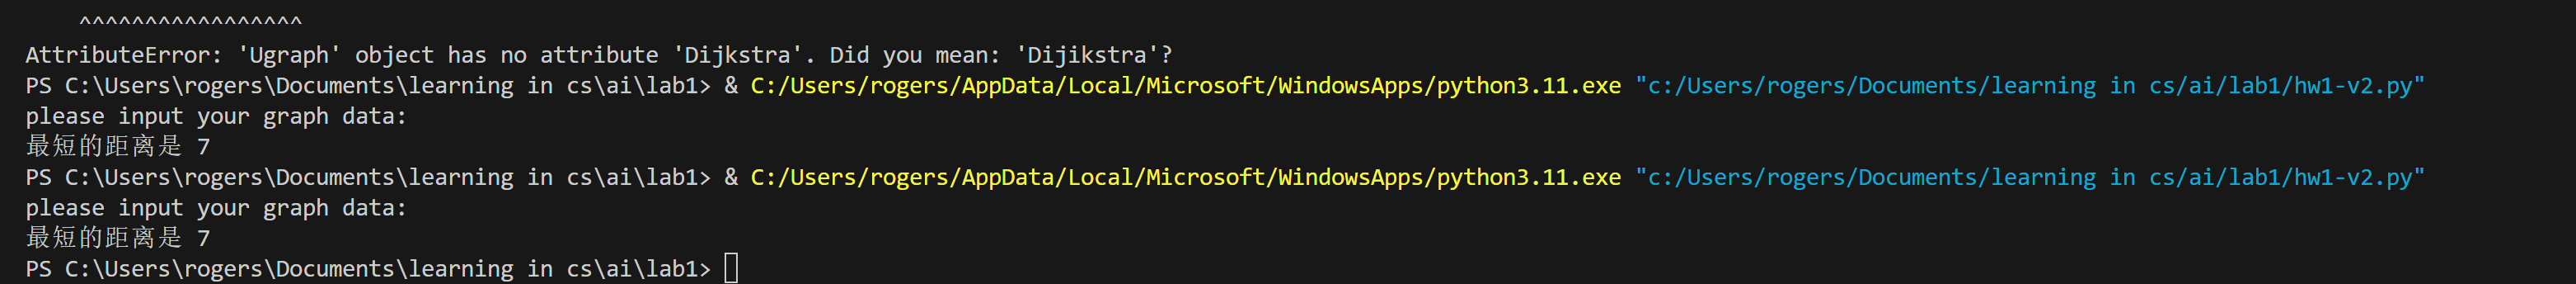 ^^^^^^^^^^^^^^^^^
AttributeError: 'Ugraph' object has no attribute 'Dijkstra'. Did you mean: 'Dijikstra'?
PS C:\Users\rogers\Documents\learning in cs\ai\lab1> & C:/Users/rogers/AppData/Local/Microsoft/WindowsApps/python3.11.exe "c:/Users/rogers/Documents/learning in cs/ai/lab1/hw1-v2.py"
please input your graph data:
最短的距离是 7
PS C:\Users\rogers\Documents\learning in cs\ai\lab1> & C:/Users/rogers/AppData/Local/Microsoft/WindowsApps/python3.11.exe "c:/Users/rogers/Documents/learning in cs/ai/lab1/hw1-v2.py"
please input your graph data:
最短的距离是 7
PS C:\Users\rogers\Documents\learning in cs\ai\lab1>